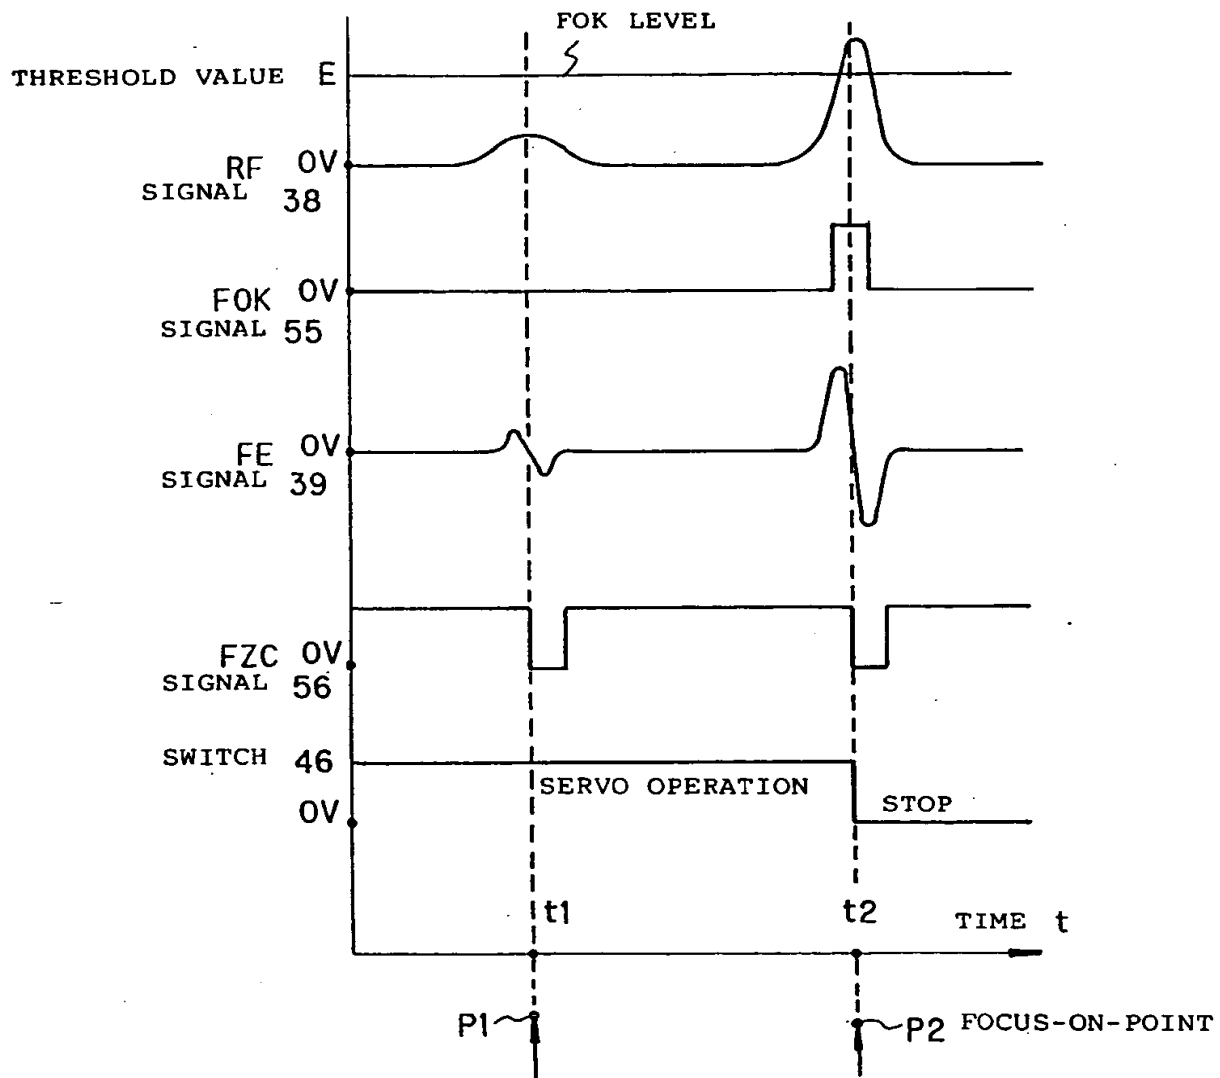 FOK LEVEL
THRESHOLD VALUE E
RF 0V
SIGNAL 38
FOK 0V
SIGNAL 55
FE 0V
SIGNAL 39
FZC 0V
SIGNAL 56
SWITCH 46
SERVO OPERATION
0V
STOP
t1
t2
TIME t
P1
P2 FOCUS-ON-POINT